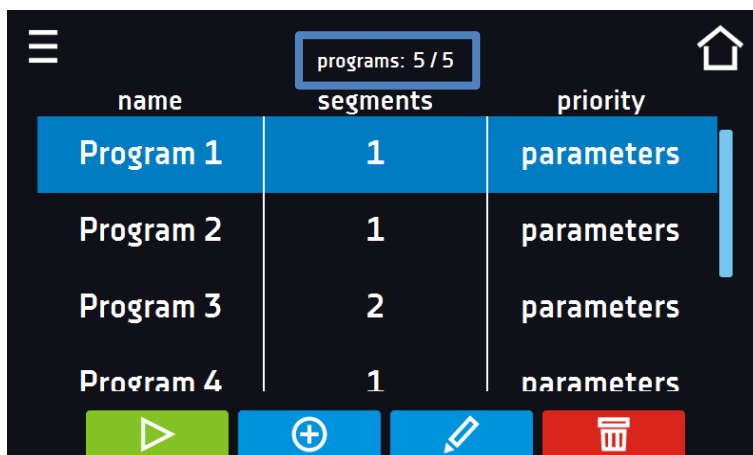 programs: 5 / 5
name segments priority
Program 1 1 parameters
Program 2 1 parameters
Program 3 2 parameters
Program 4 1 parameters